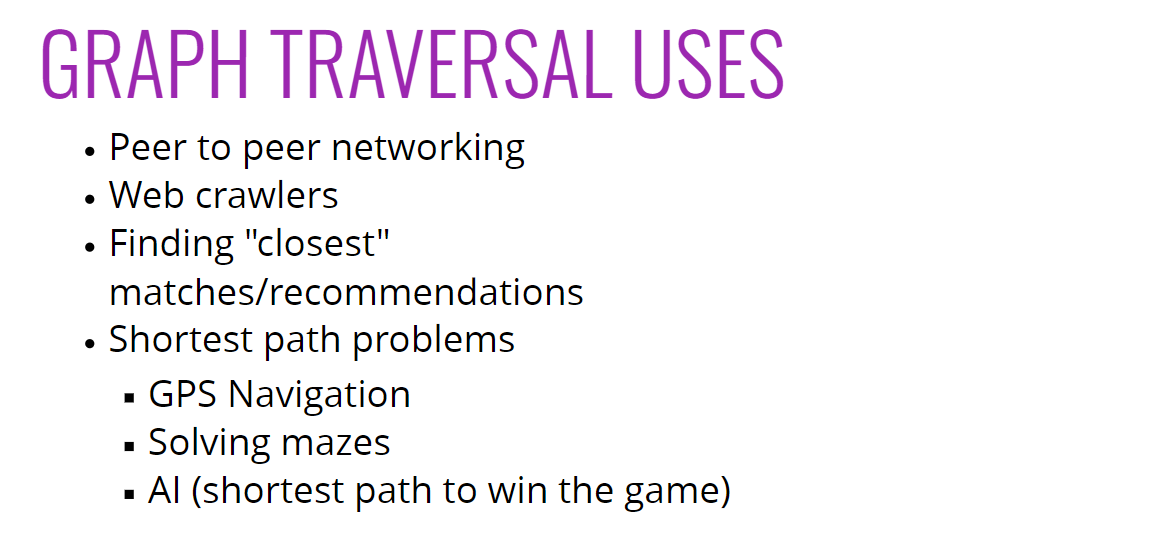 GRAPH TRAVERSAL USES
• Peer to peer networking
• Web crawlers
• Finding "closest"
matches/recommendations
• Shortest path problems
▪ GPS Navigation
▪ Solving mazes
▪ AI (shortest path to win the game)